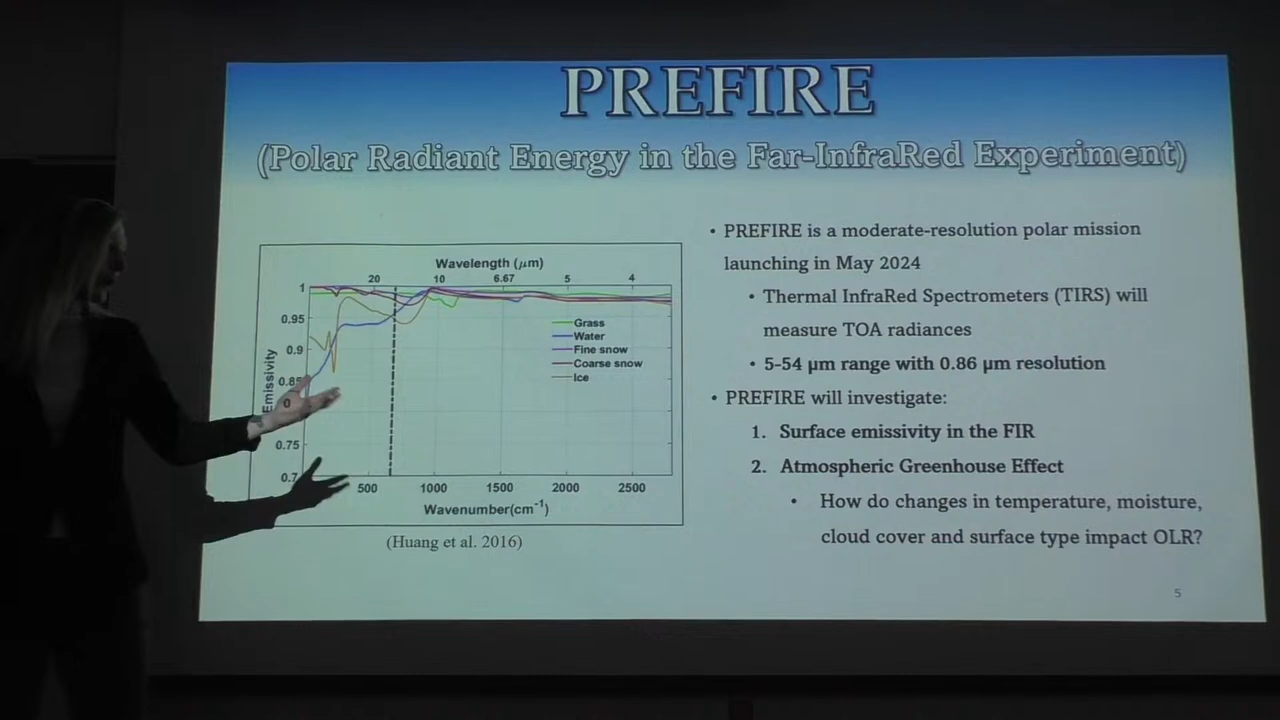 PREFIRE
(Polar Radiant Energy in the Far-InfraRed Experiment)
Wavelength (μm)
20 10 6.67 5 4
1
0.95
0.9
0.85
0.75
Emissivity
Grass
Water
Fine snow
Coarse snow
Ice
500 1000 1500 2000 2500
Wavenumber(cm⁻¹)
(Huang et al. 2016)
• PREFIRE is a moderate-resolution polar mission
launching in May 2024
• Thermal InfraRed Spectrometers (TIRS) will
measure TOA radiances
• 5-54 μm range with 0.86 μm resolution
• PREFIRE will investigate:
1. Surface emissivity in the FIR
2. Atmospheric Greenhouse Effect
• How do changes in temperature, moisture,
cloud cover and surface type impact OLR?
5